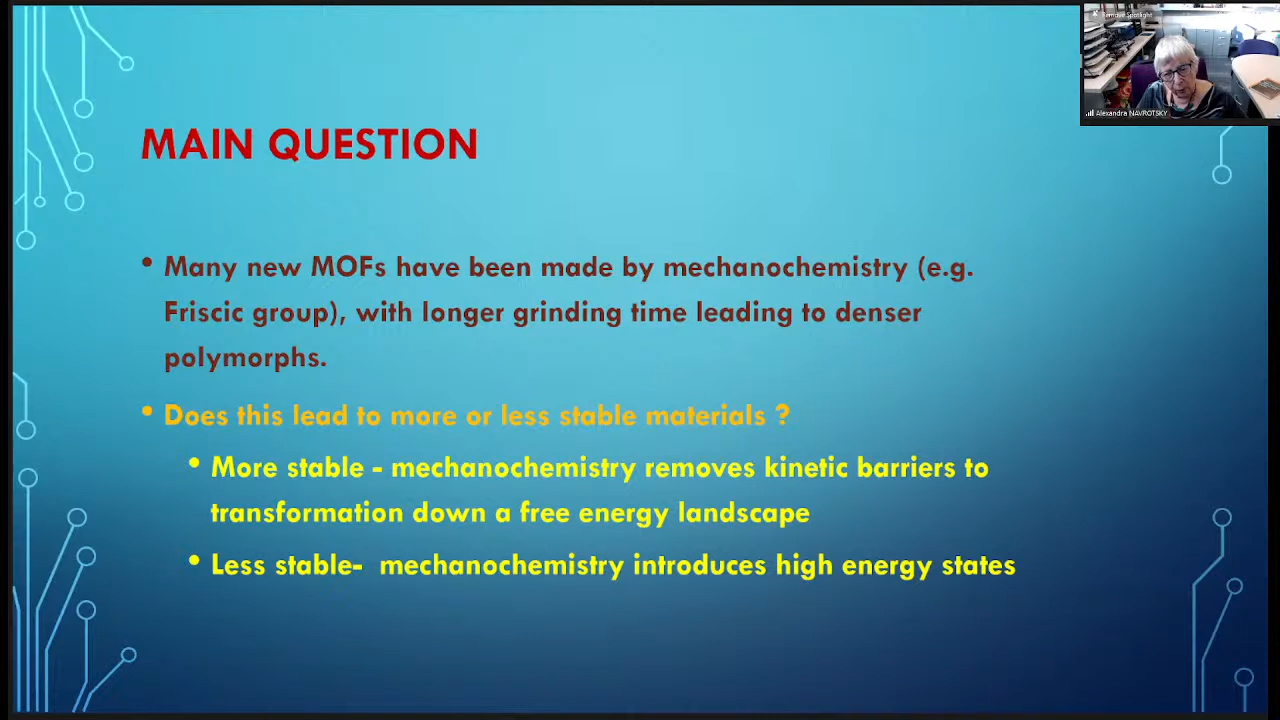 Remove Spotlight
Alexandra NAVROTSKY
MAIN QUESTION
• Many new MOFs have been made by mechanochemistry (e.g.
Friscic group), with longer grinding time leading to denser
polymorphs.
• Does this lead to more or less stable materials ?
• More stable - mechanochemistry removes kinetic barriers to
transformation down a free energy landscape
• Less stable-  mechanochemistry introduces high energy states